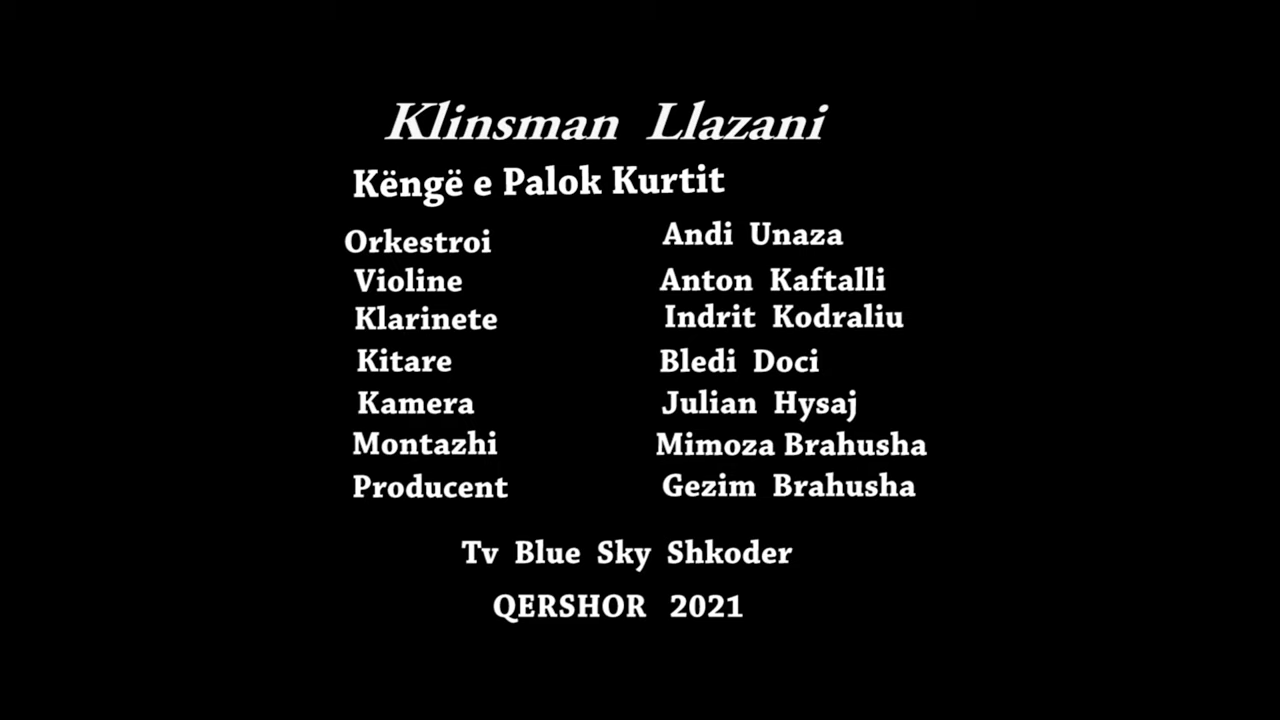 Klinsman Llazani
Këngë e Palok Kurtit
Orkestroi Andi Unaza
Violine Anton Kaftalli
Klarinete Indrit Kodraliu
Kitare Bledi Doci
Kamera Julian Hysaj
Montazhi Mimoza Brahusha
Producent Gezim Brahusha
Tv Blue Sky Shkoder
QERSHOR 2021